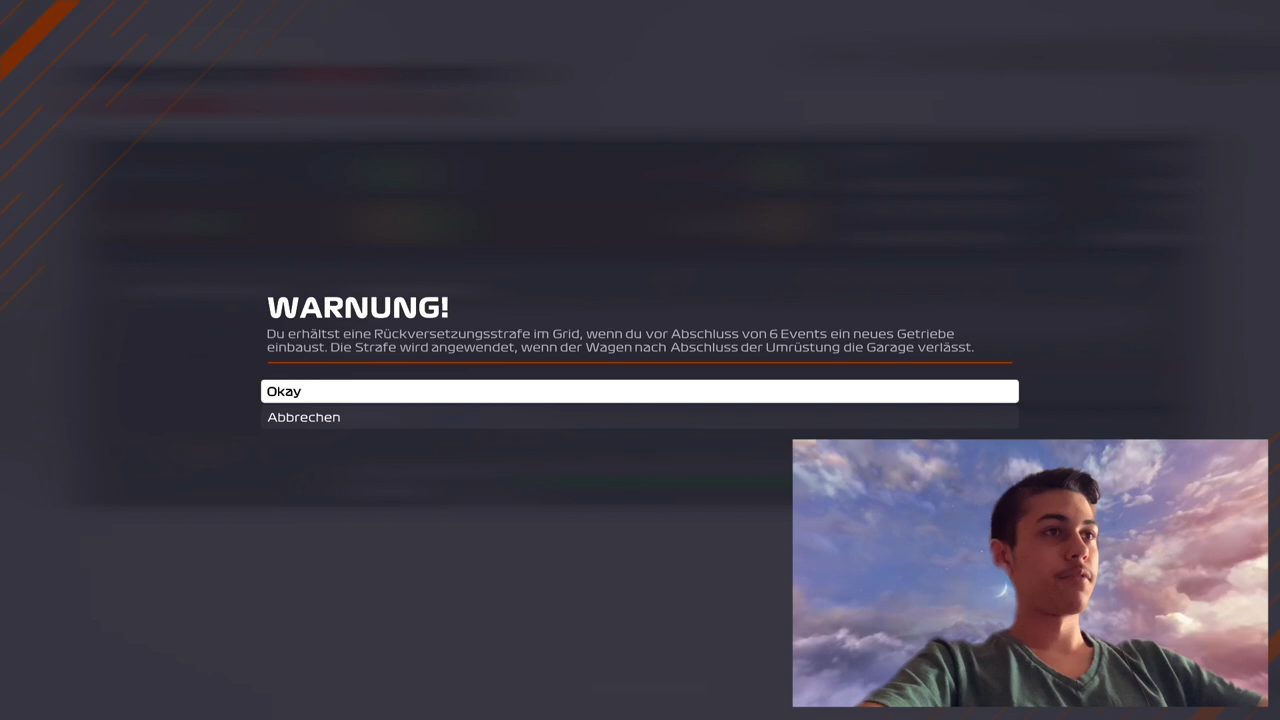 WARNUNG!
Du erhältst eine Rückversetzungsstrafe im Grid, wenn du vor Abschluss von 6 Events ein neues Getriebe
einbaust. Die Strafe wird angewendet, wenn der Wagen nach Abschluss der Umrüstung die Garage verlässt.
Okay
Abbrechen